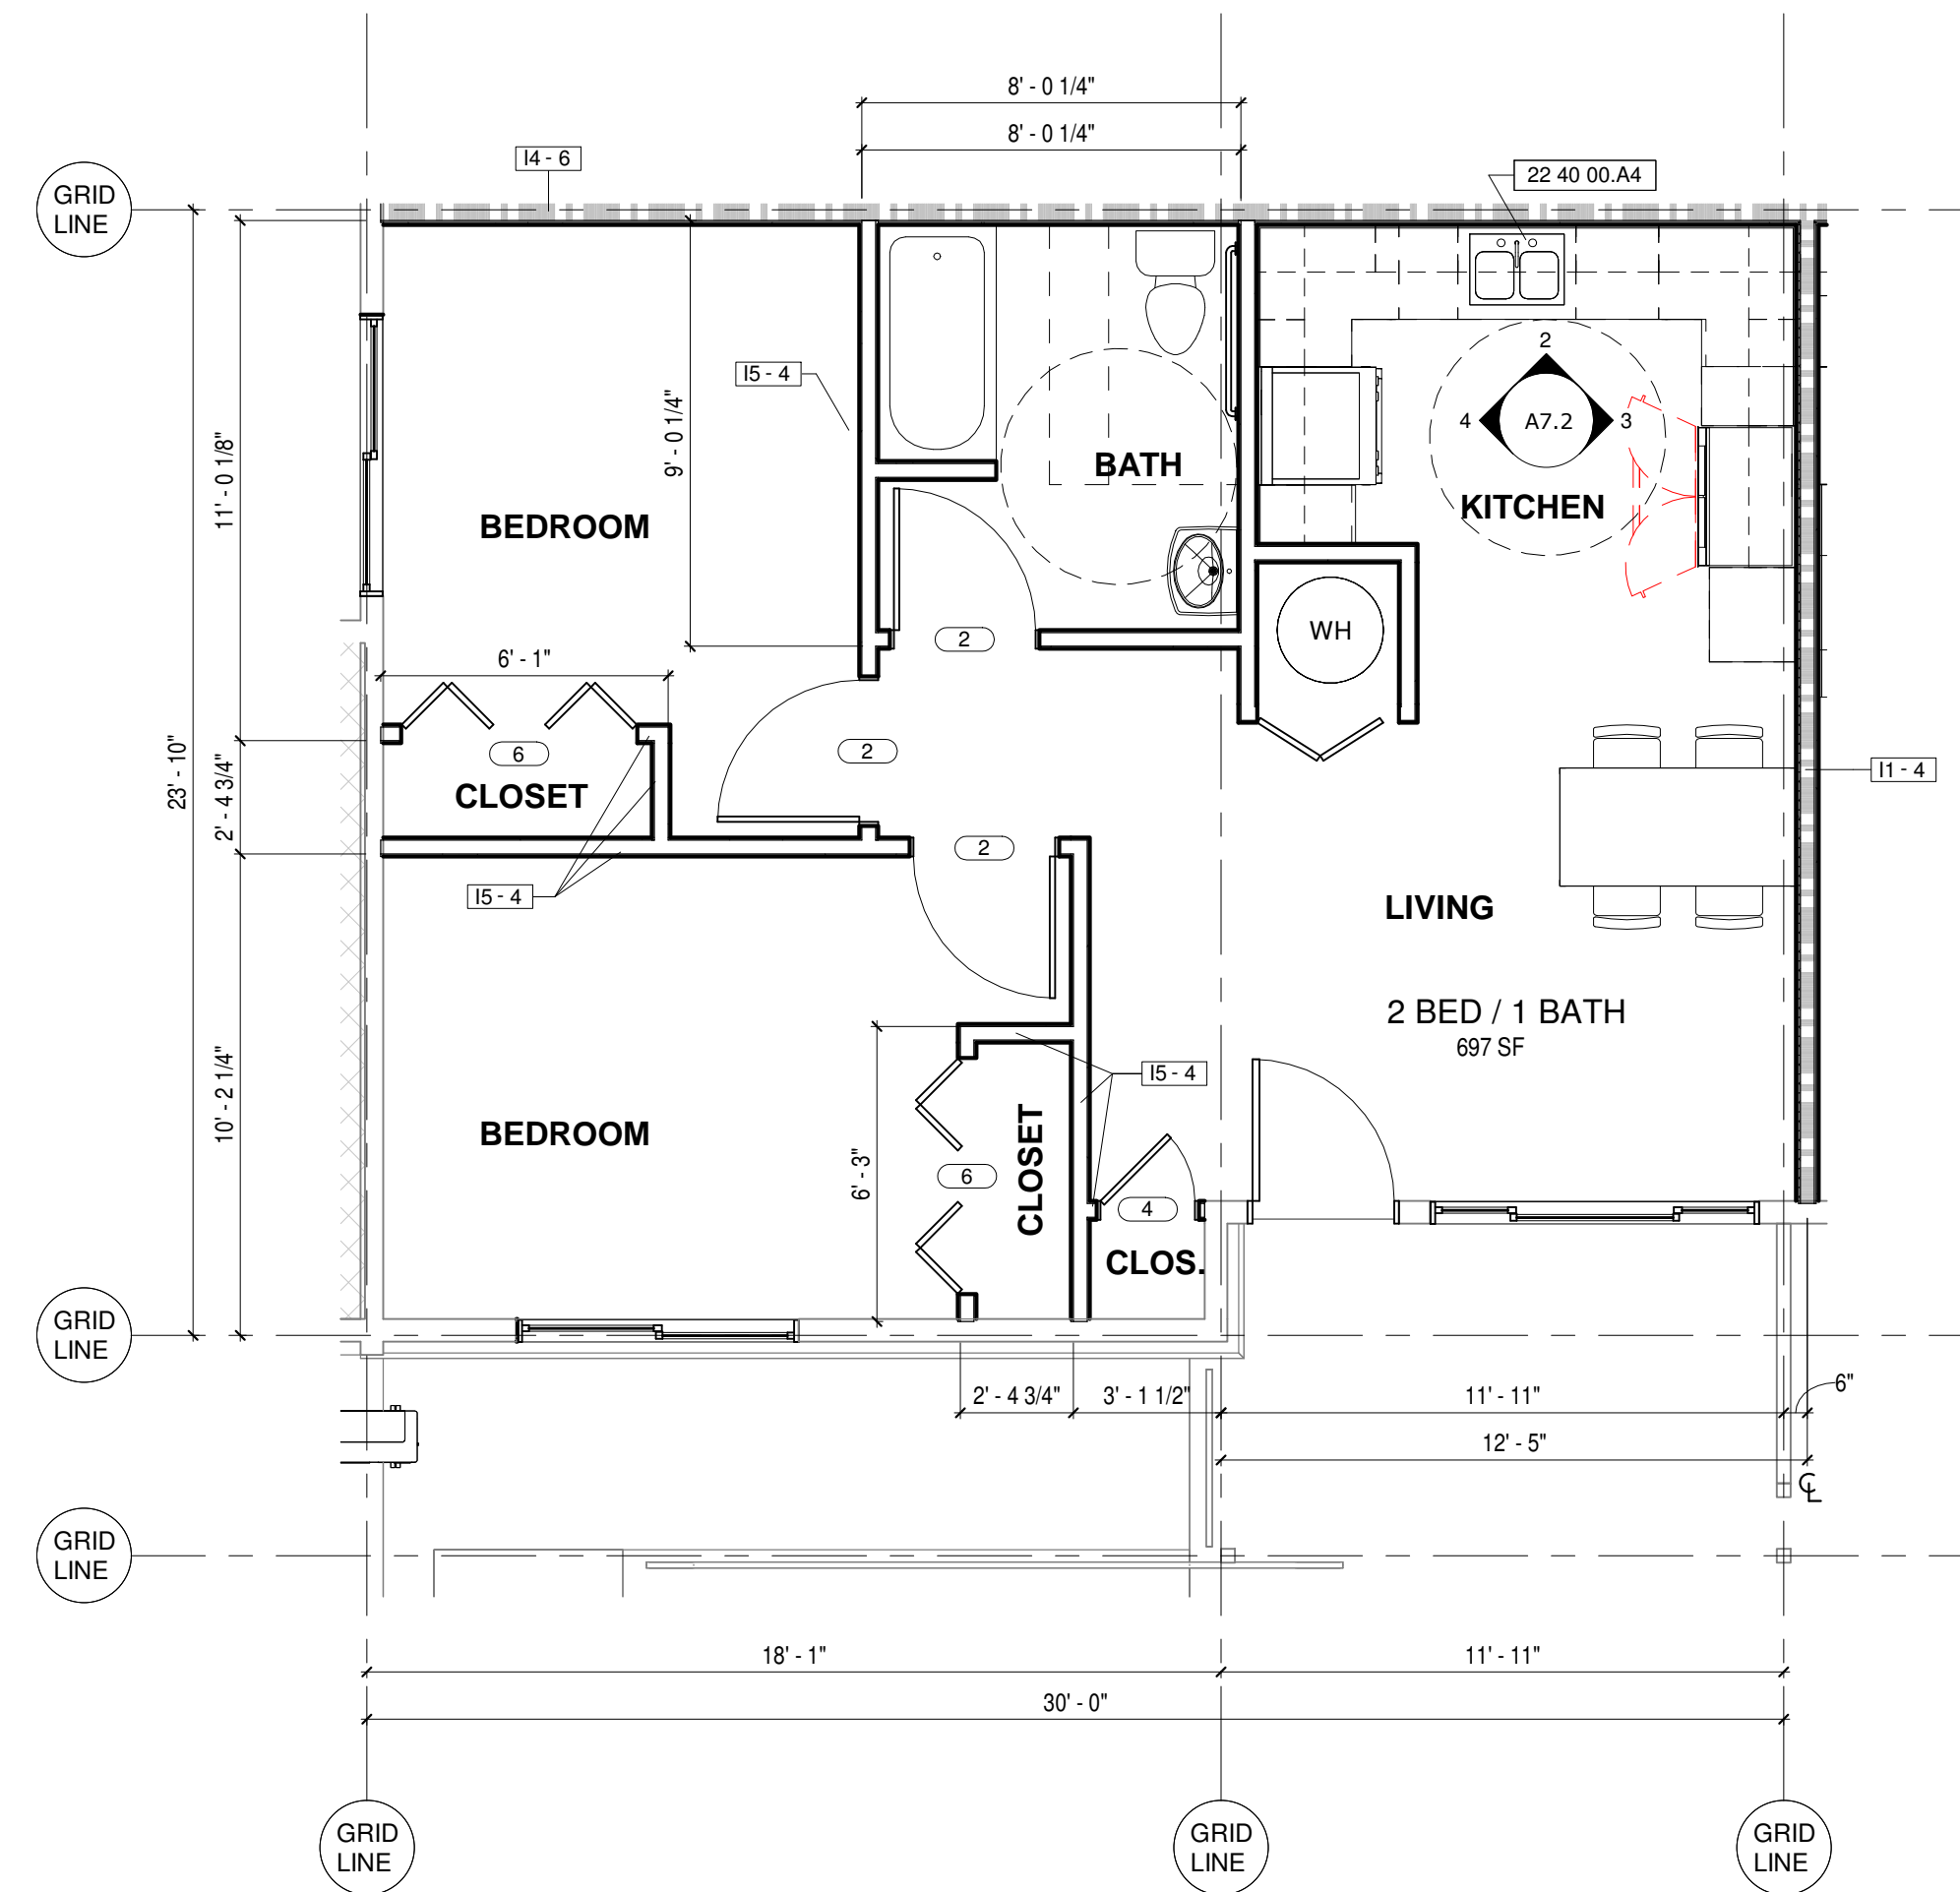 8' - 0 1/4"
8' - 0 1/4"
I4 - 6
22 40 00.A4
GRID
LINE
2
I5 - 4
4
A7.2
3
9' - 0 1/4"
11' - 0 1/8"
BATH
KITCHEN
BEDROOM
WH
2
6' - 1"
2
6
I1 - 4
23' - 10"
2' - 4 3/4"
CLOSET
2
I5 - 4
LIVING
2 BED / 1 BATH
697 SF
I5 - 4
10' - 2 1/4"
BEDROOM
6' - 3"
6
CLOSET
4
CLOS.
GRID
LINE
2' - 4 3/4"
3' - 1 1/2"
11' - 11"
6"
12' - 5"
CL
GRID
LINE
18' - 1"
11' - 11"
30' - 0"
GRID
LINE
GRID
LINE
GRID
LINE